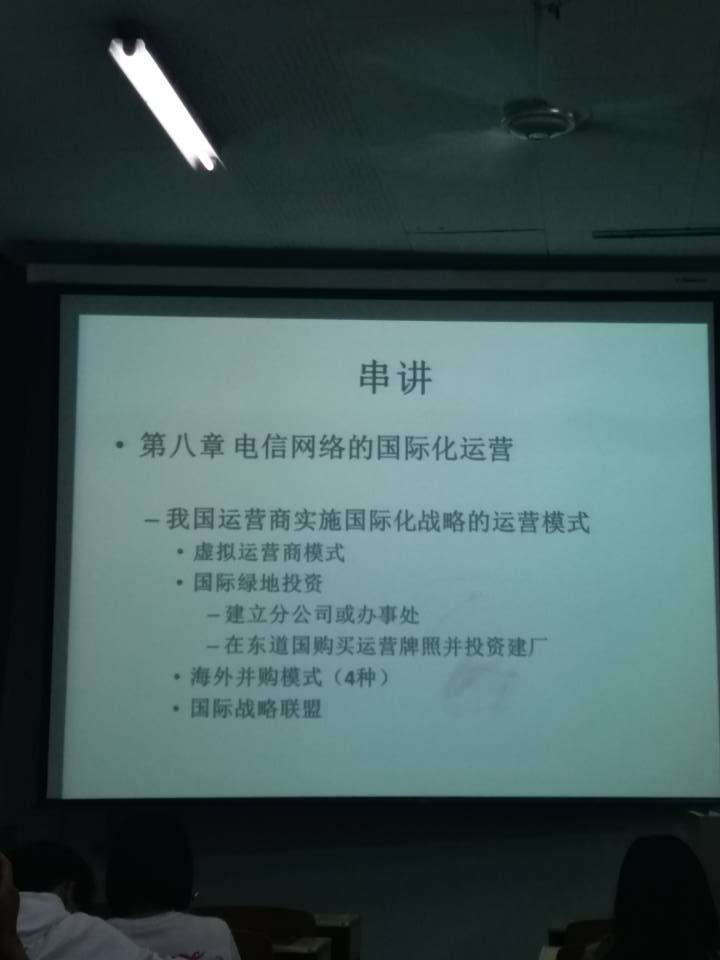 串讲
• 第八章 电信网络的国际化运营
– 我国运营商实施国际化战略的运营模式
• 虚拟运营商模式
• 国际绿地投资
– 建立分公司或办事处
– 在东道国购买运营牌照并投资建厂
• 海外并购模式（4种）
• 国际战略联盟